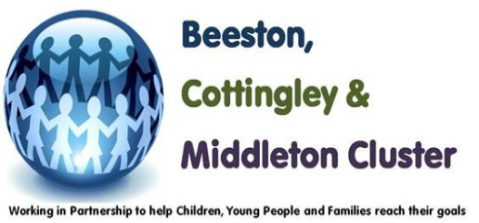 Beeston,
Cottingley &
Middleton Cluster
Working in Partnership to help Children, Young People and Families reach their goals